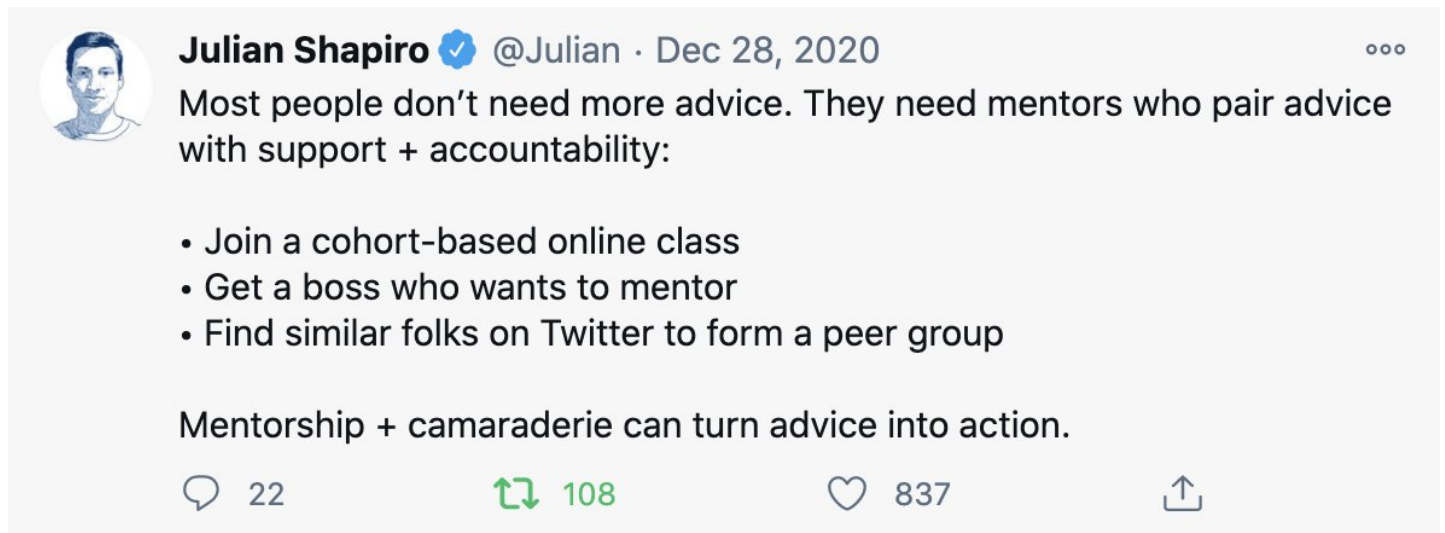 Julian Shapiro @Julian · Dec 28, 2020
Most people don’t need more advice. They need mentors who pair advice
with support + accountability:
• Join a cohort-based online class
• Get a boss who wants to mentor
• Find similar folks on Twitter to form a peer group
Mentorship + camaraderie can turn advice into action.
22 108 837